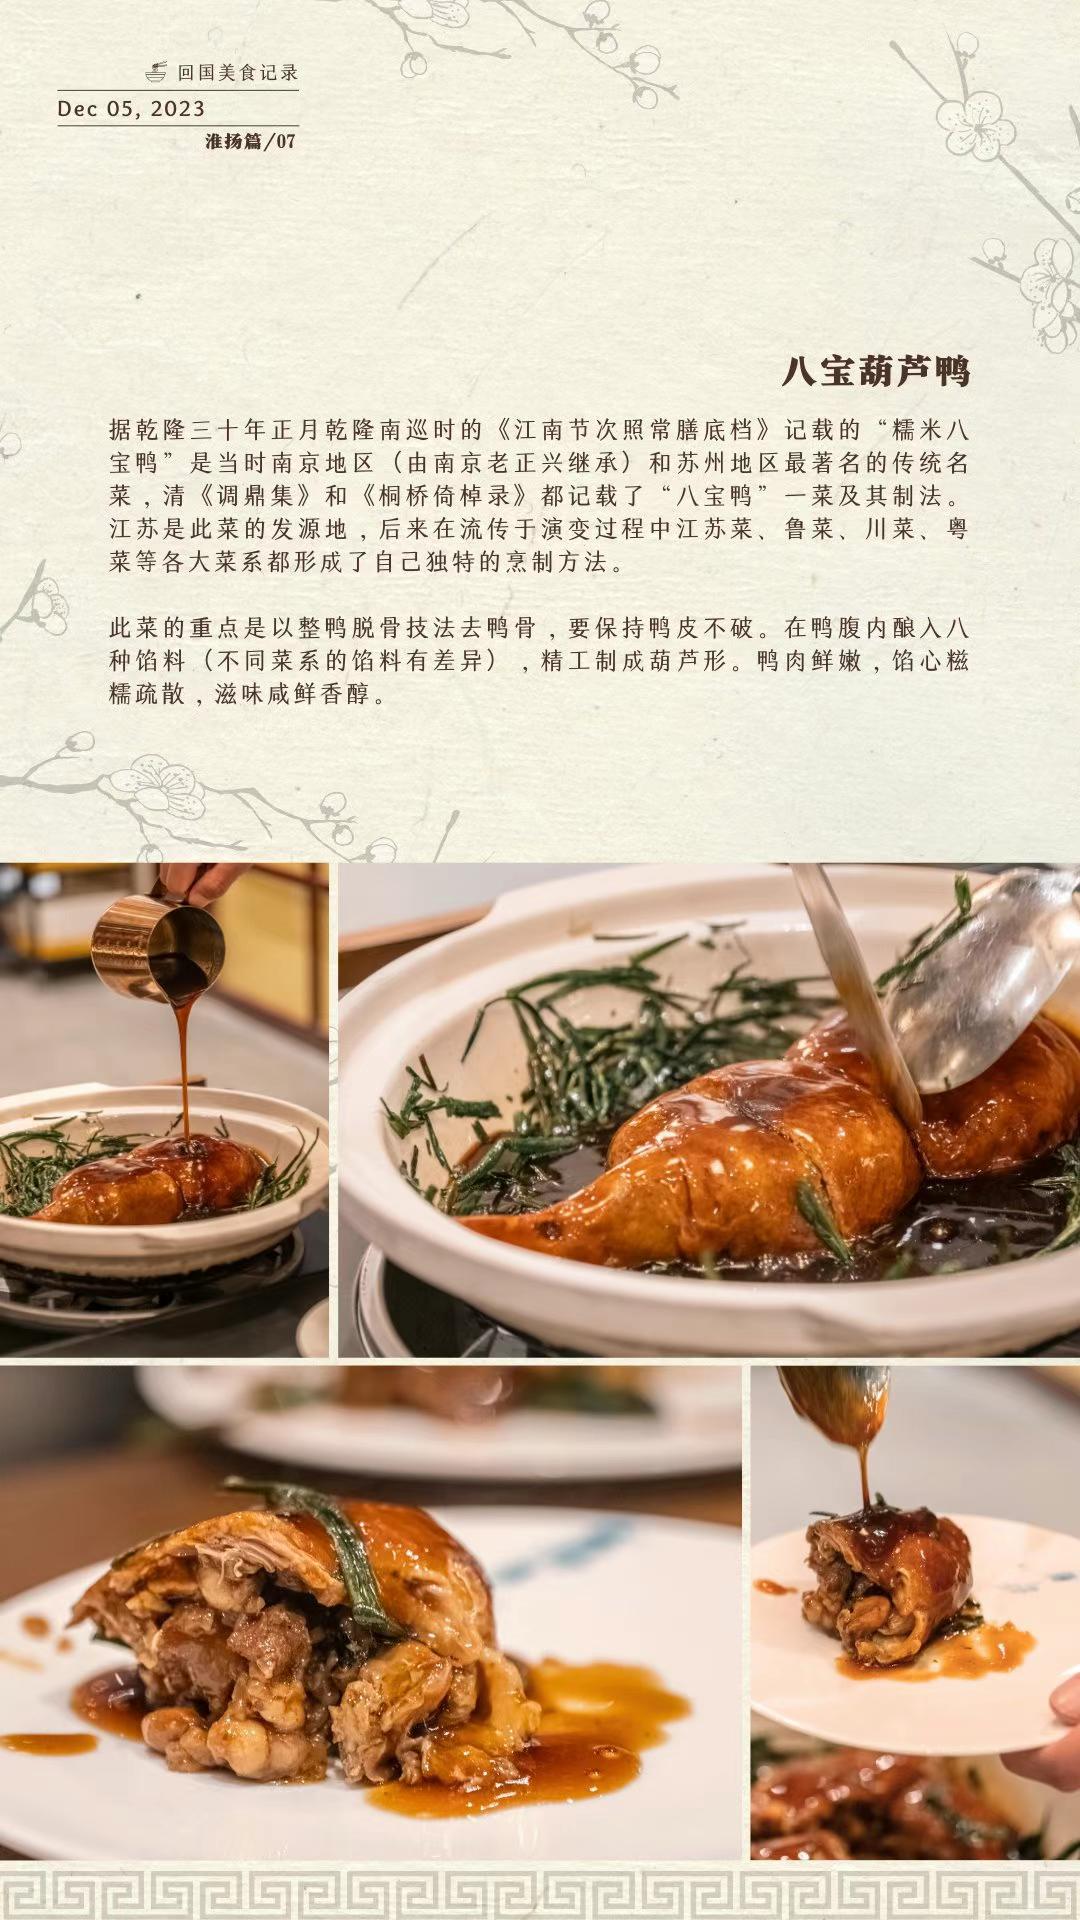 回国美食记录
Dec 05, 2023
淮扬篇/07
八宝葫芦鸭
据乾隆三十年正月乾隆南巡时的《江南节次照常膳底档》记载的“糯米八
宝鸭”是当时南京地区（由南京老正兴继承）和苏州地区最著名的传统名
菜，清《调鼎集》和《桐桥倚棹录》都记载了“八宝鸭”一菜及其制法。
江苏是此菜的发源地，后来在流传于演变过程中江苏菜、鲁菜、川菜、粤
菜等各大菜系都形成了自己独特的烹制方法。
此菜的重点是以整鸭脱骨技法去鸭骨，要保持鸭皮不破。在鸭腹内酿入八
种馅料（不同菜系的馅料有差异），精工制成葫芦形。鸭肉鲜嫩，馅心糍
糯疏散，滋味咸鲜香醇。